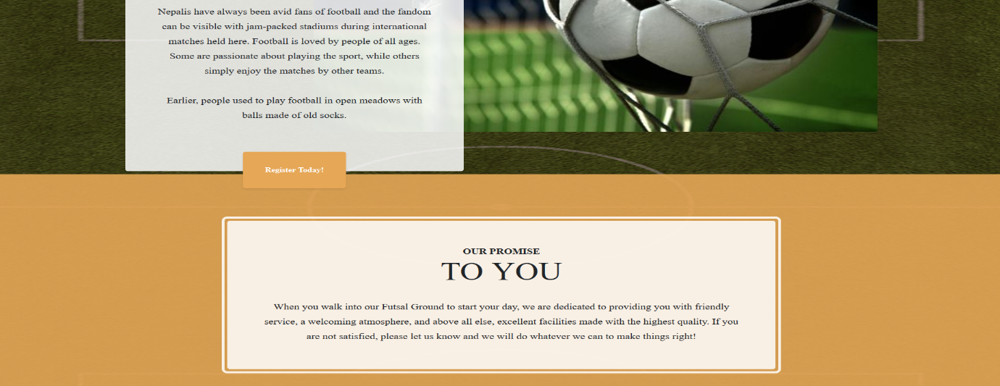 Nepalis have always been avid fans of football and the fandom
can be visible with jam-packed stadiums during international
matches held here. Football is loved by people of all ages.
Some are passionate about playing the sport, while others
simply enjoy the matches by other teams.
Earlier, people used to play football in open meadows with
balls made of old socks.
Register Today!
OUR PROMISE
TO YOU
When you walk into our Futsal Ground to start your day, we are dedicated to providing you with friendly
service, a welcoming atmosphere, and above all else, excellent facilities made with the highest quality. If you
are not satisfied, please let us know and we will do whatever we can to make things right!